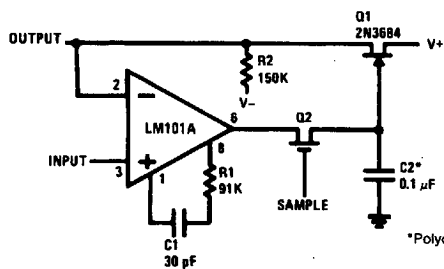 Q1
2N3684
OUTPUT
V+
R2
150K
V-
2
LM101A
6
Q2
8
INPUT
3
1
R1
91K
C2*
0.1 μF
SAMPLE
C1
30 pF
*Polyc